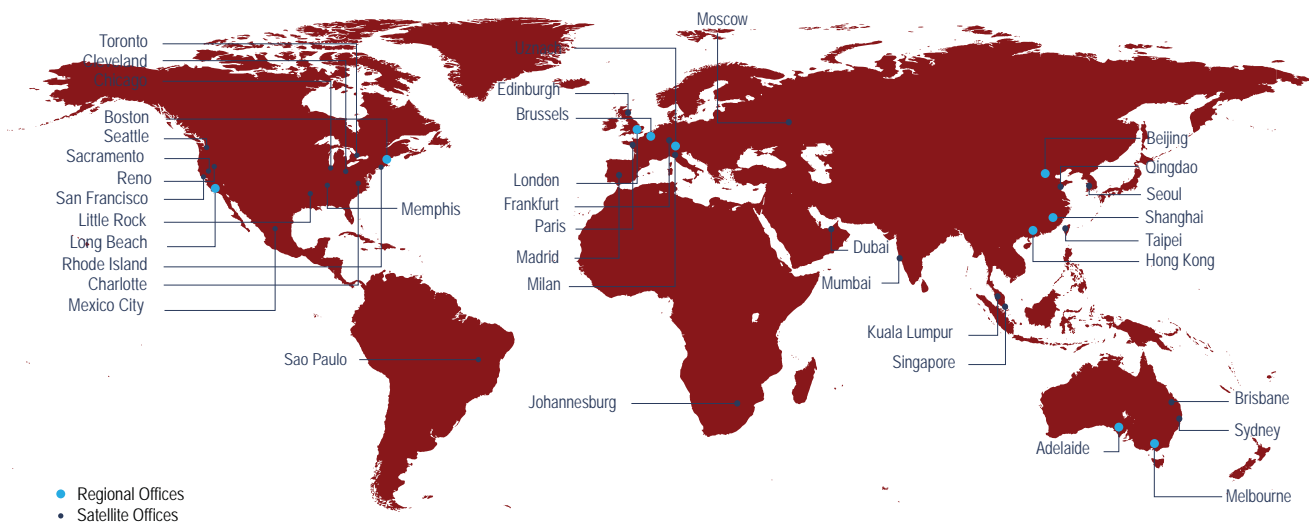 Toronto
Cleveland
Chicago
Boston
Seattle
Sacramento
Reno
San Francisco
Little Rock
Long Beach
Rhode Island
Charlotte
Mexico City
Memphis
Sao Paulo
Moscow
Edinburgh
Brussels
London
Frankfurt
Paris
Madrid
Milan
Dubai
Mumbai
Johannesburg
Beijing
Qingdao
Seoul
Shanghai
Taipei
Hong Kong
Kuala Lumpur
Singapore
Brisbane
Sydney
Adelaide
Melbourne
Regional Offices
Satellite Offices